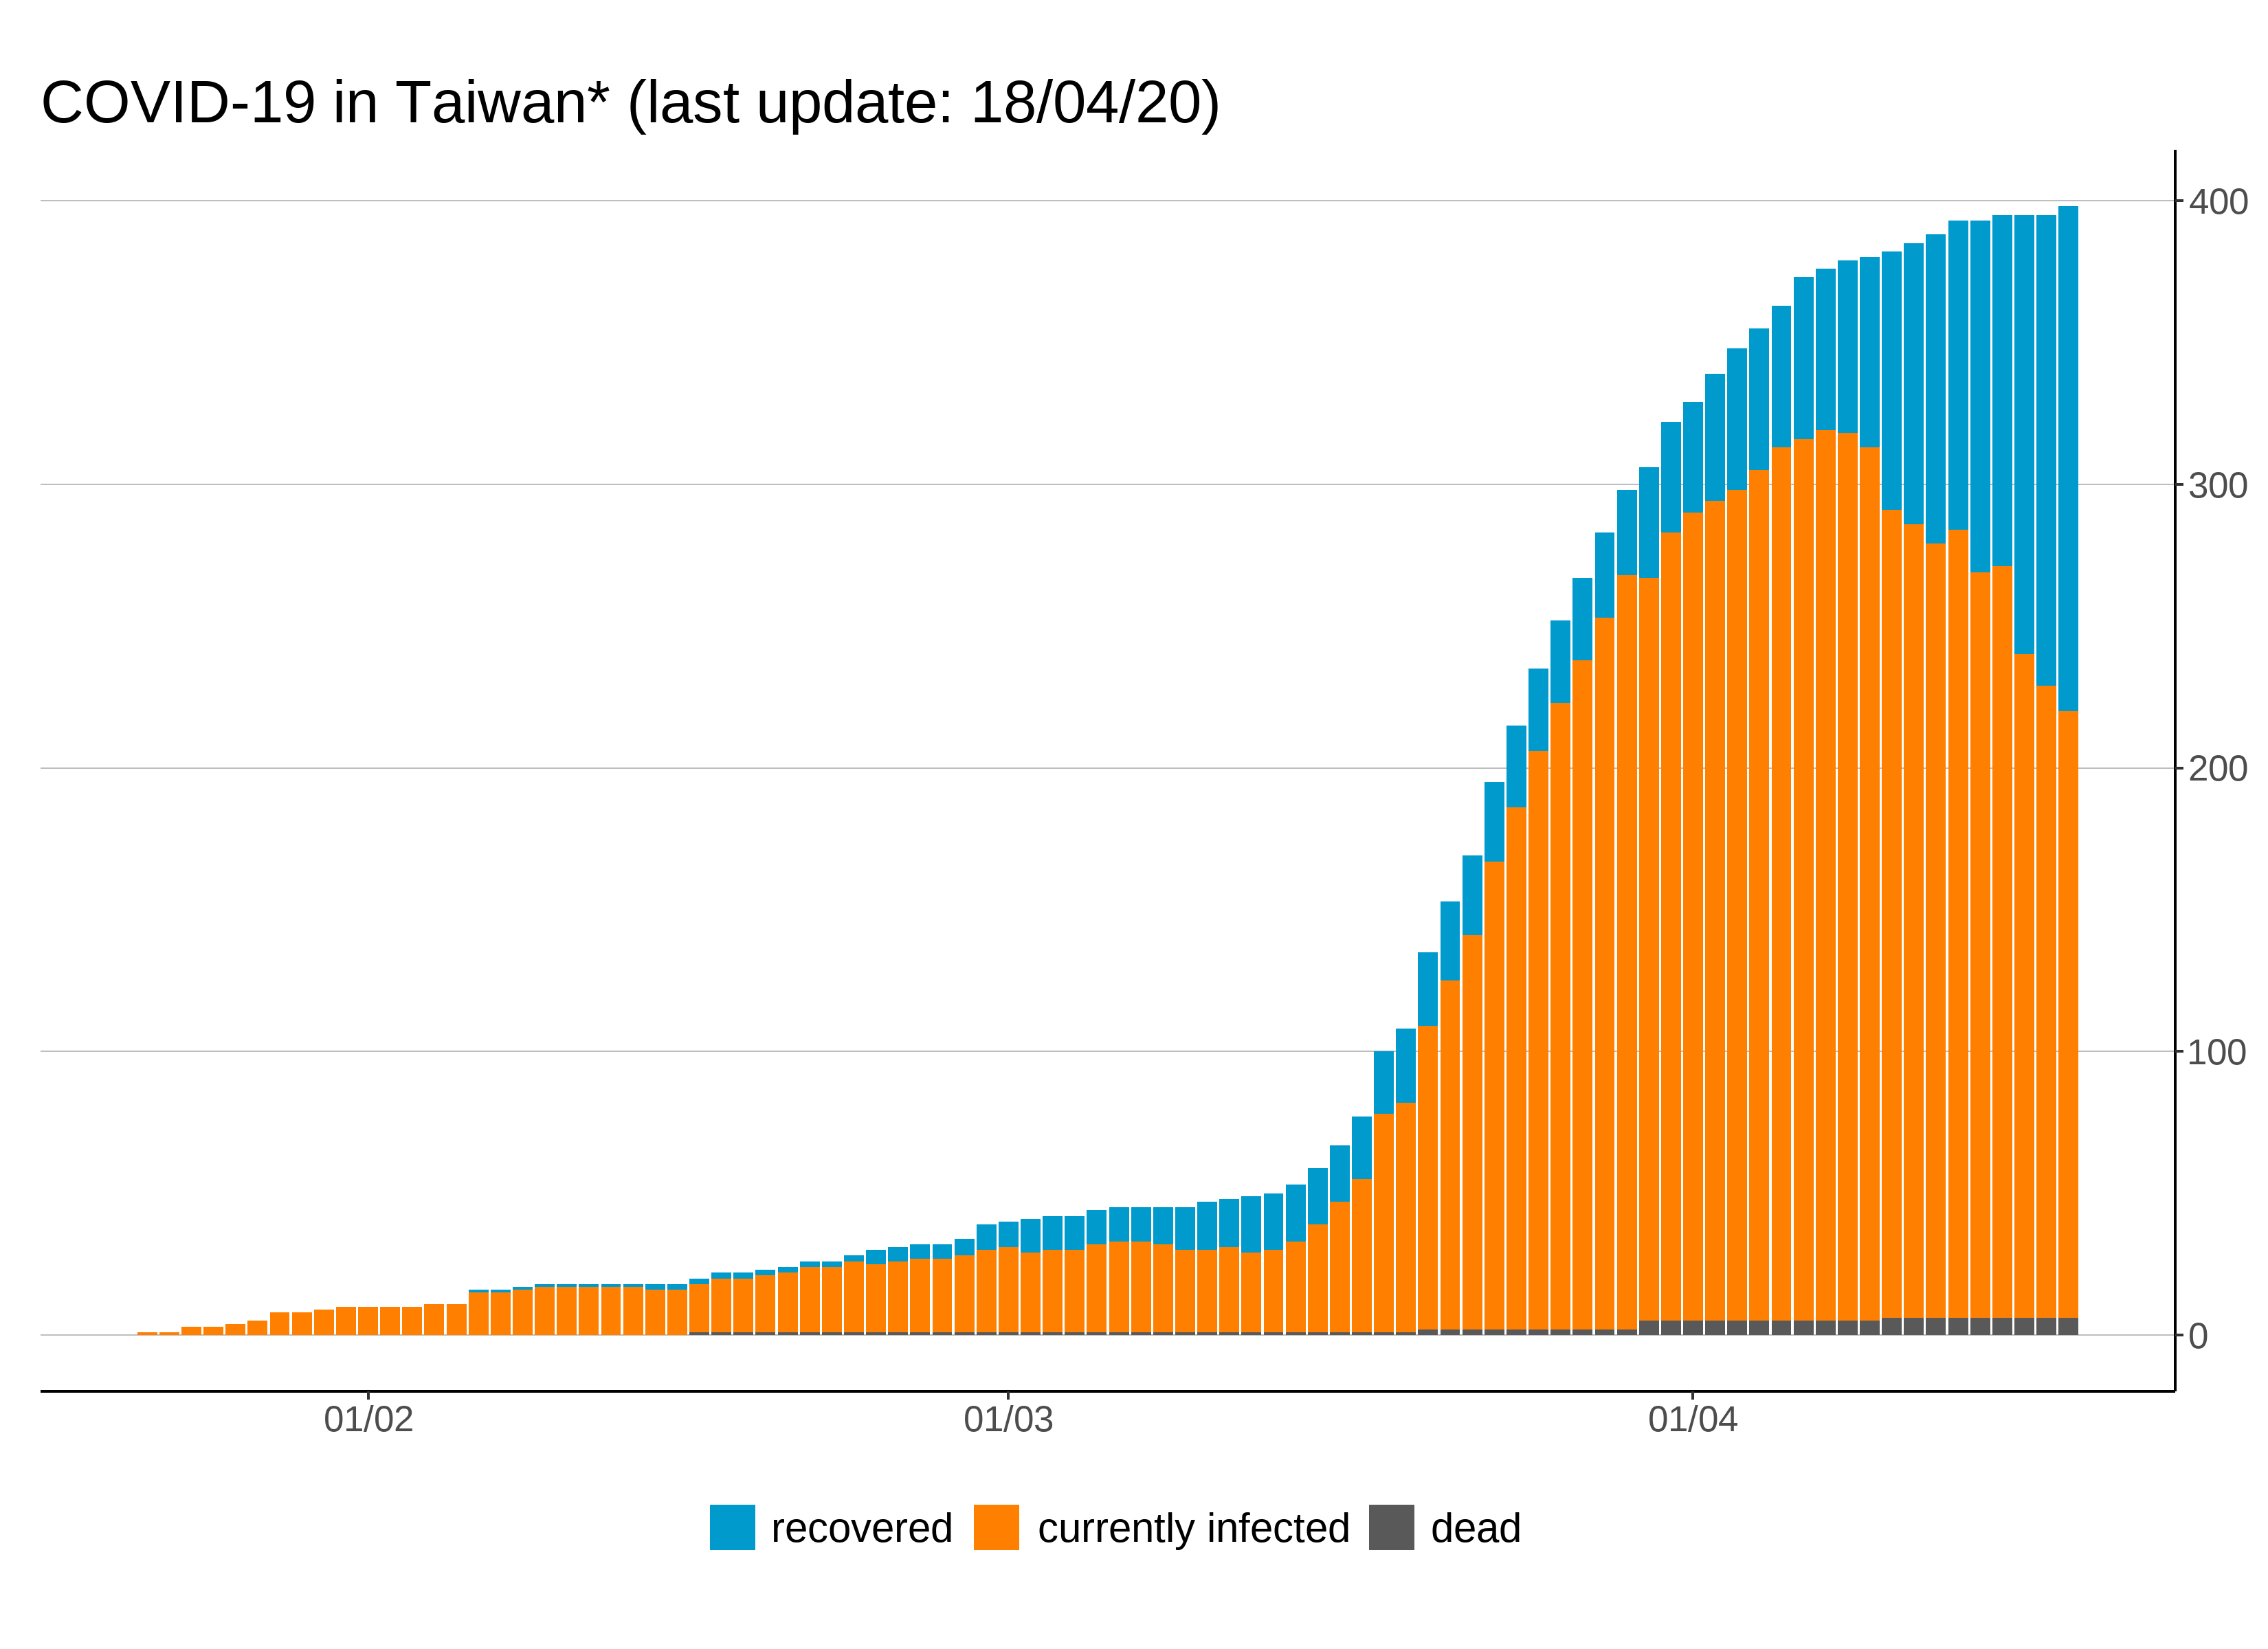 COVID-19 in Taiwan* (last update: 18/04/20)
400
300
200
100
0
01/02 01/03 01/04
recovered currently infected dead